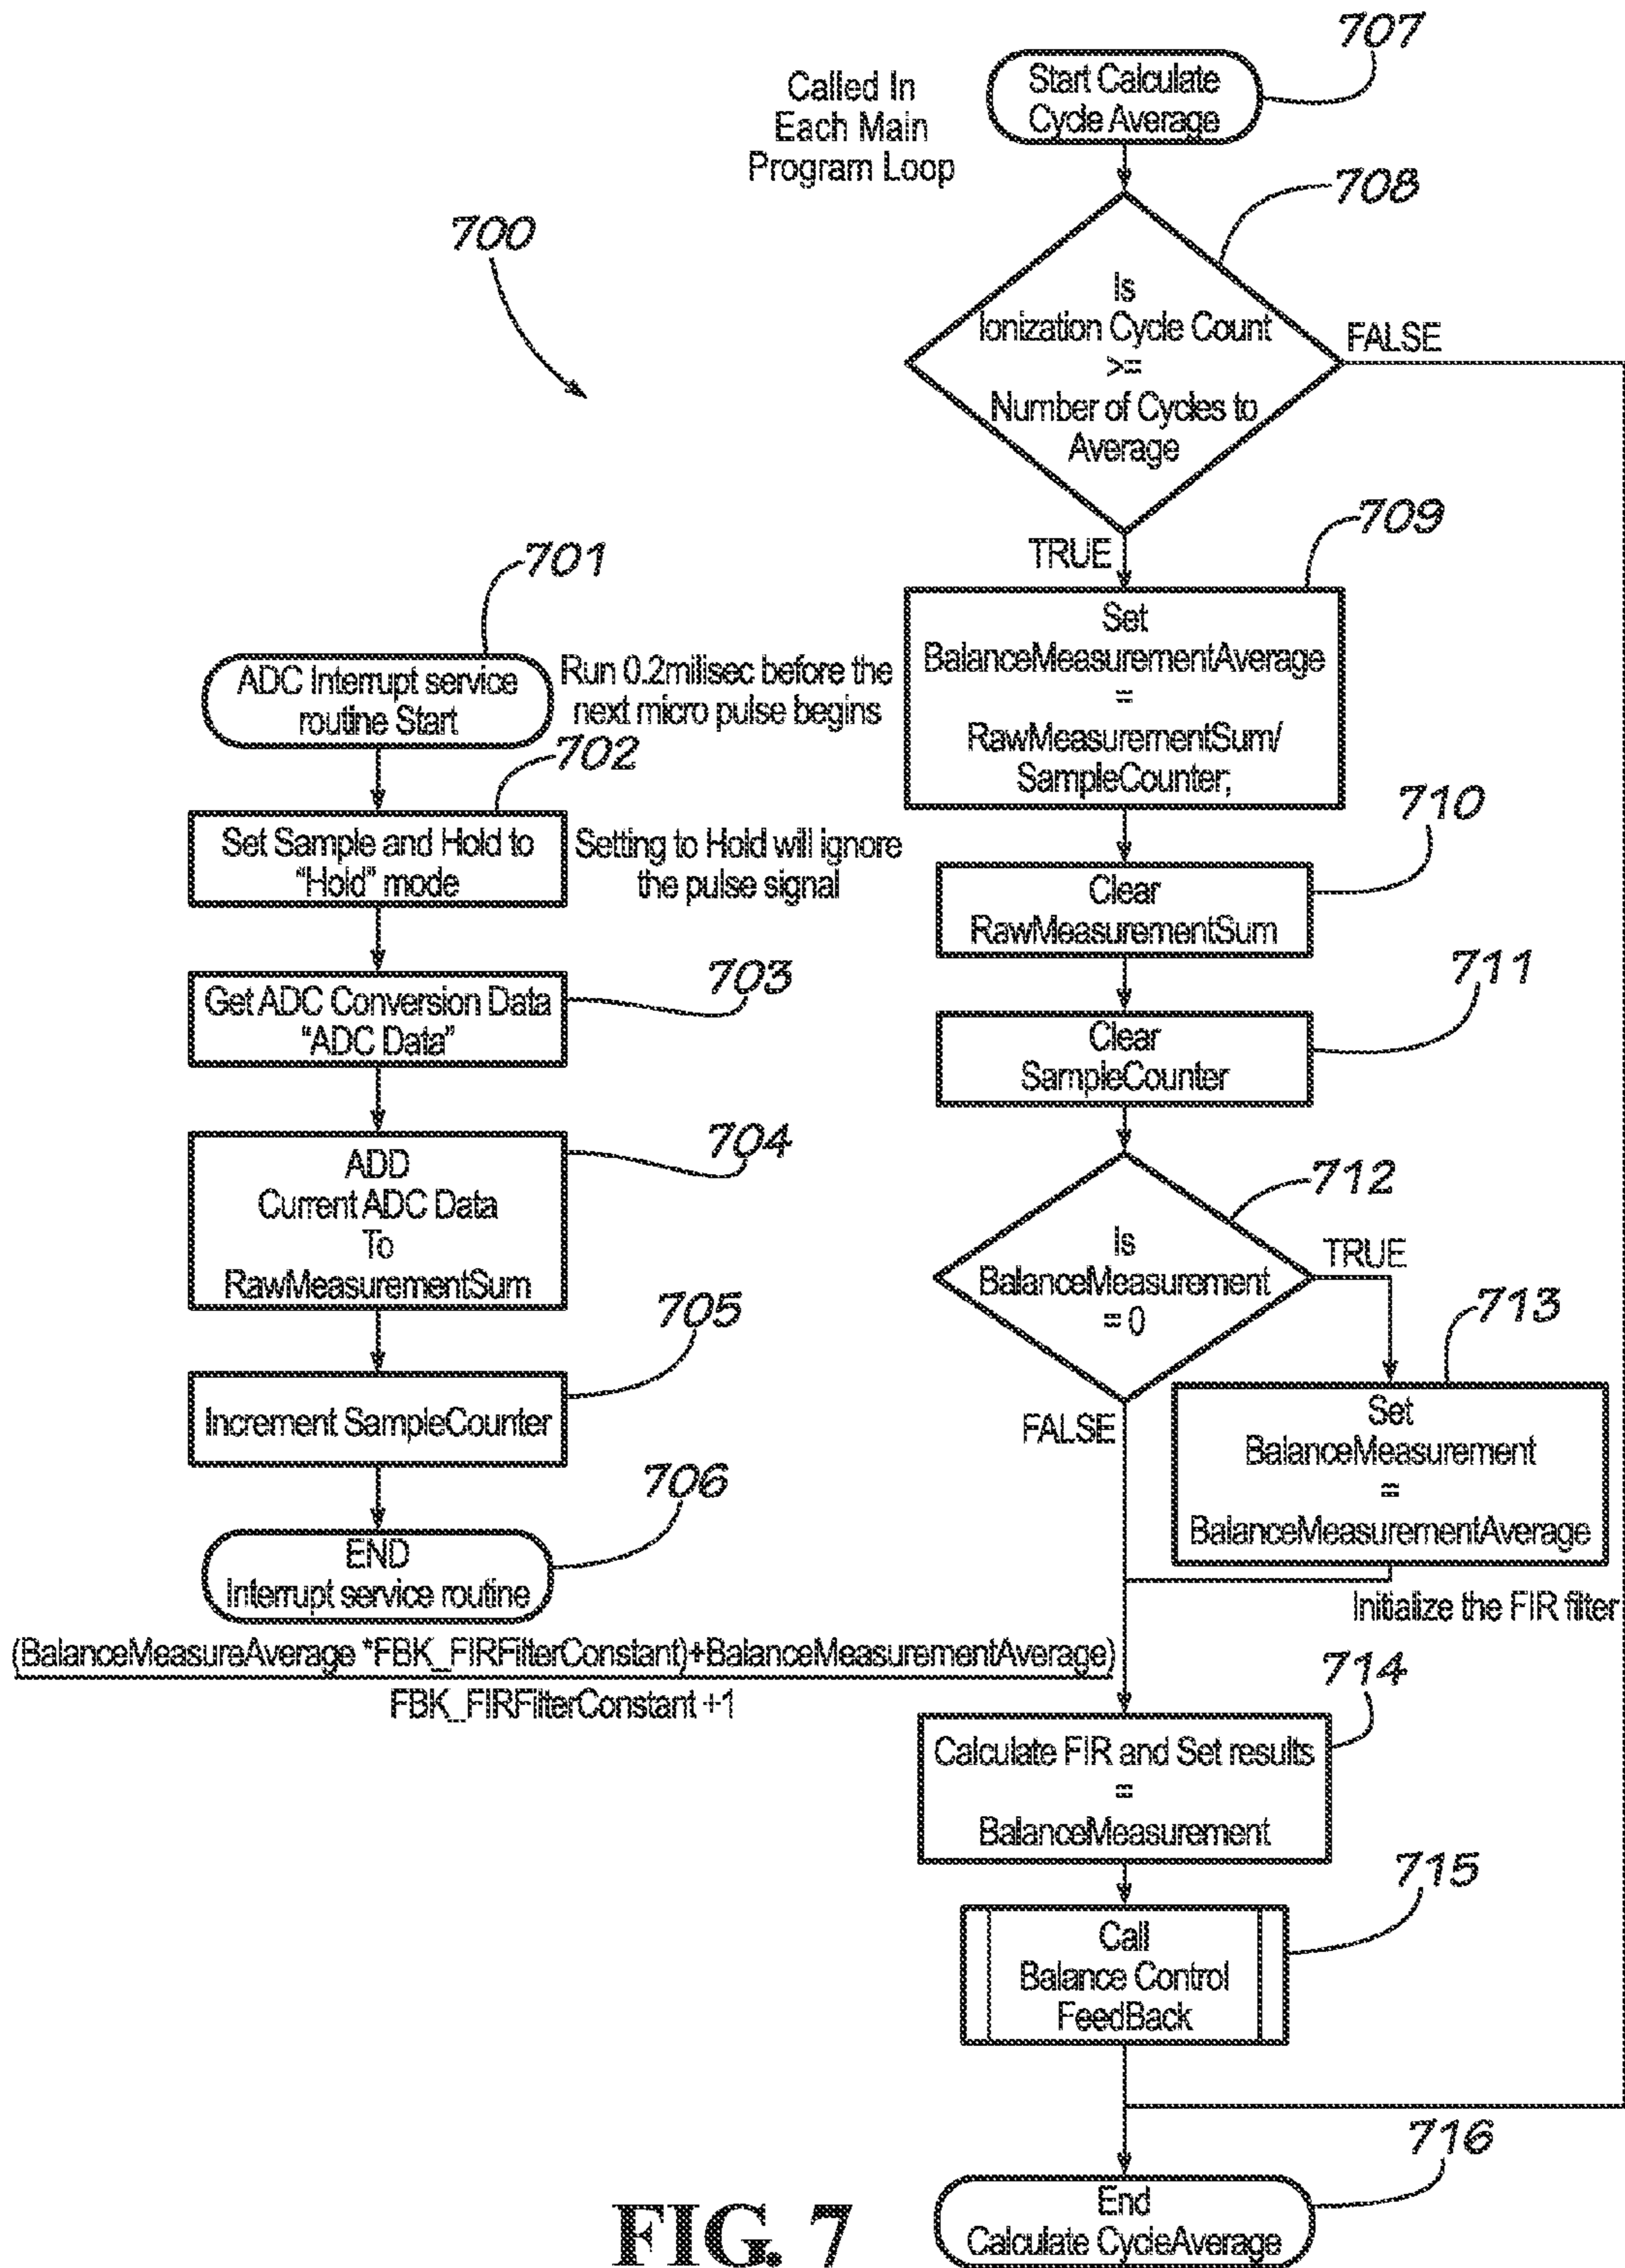 707
Start Calculate
Cycle Average
Called In
Each Main
Program Loop
708
700
Is
Ionization Cycle Count
>=
Number of Cycles to
Average
FALSE
TRUE
709
Set
BalanceMeasurementAverage
=
RawMeasurementSum/
SampleCounter;
701
ADC Interrupt service
routine Start
Run 0.2milisec before the
next micro pulse begins
702
Set Sample and Hold to
"Hold" mode
Setting to Hold will ignore
the pulse signal
710
Clear
RawMeasurementSum
703
Get ADC Conversion Data
"ADC Data"
711
Clear
SampleCounter
704
ADD
Current ADC Data
To
RawMeasurementSum
712
Is
BalanceMeasurement
= 0
TRUE
FALSE
705
Increment SampleCounter
713
Set
BalanceMeasurement
=
BalanceMeasurementAverage
706
END
Interrupt service routine
Initialize the FIR filter
(BalanceMeasureAverage *FBK_FIRFilterConstant)+BalanceMeasurementAverage)
FBK_FIRFilterConstant +1
714
Calculate FIR and Set results
=
BalanceMeasurement
715
Call
Balance Control
FeedBack
716
End
Calculate CycleAverage
FIG. 7